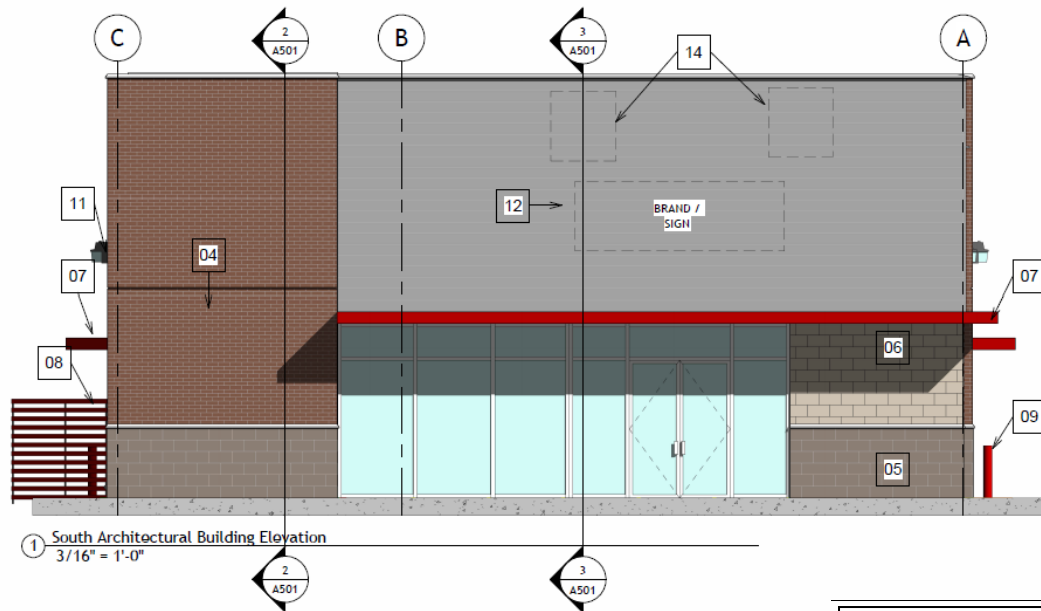 C
2
A501
B
3
A501
A
14
12
BRAND /
SIGN
11
04
07
07
06
08
09
05
1
South Architectural Building Elevation
3/16" = 1'-0"
2
A501
3
A501